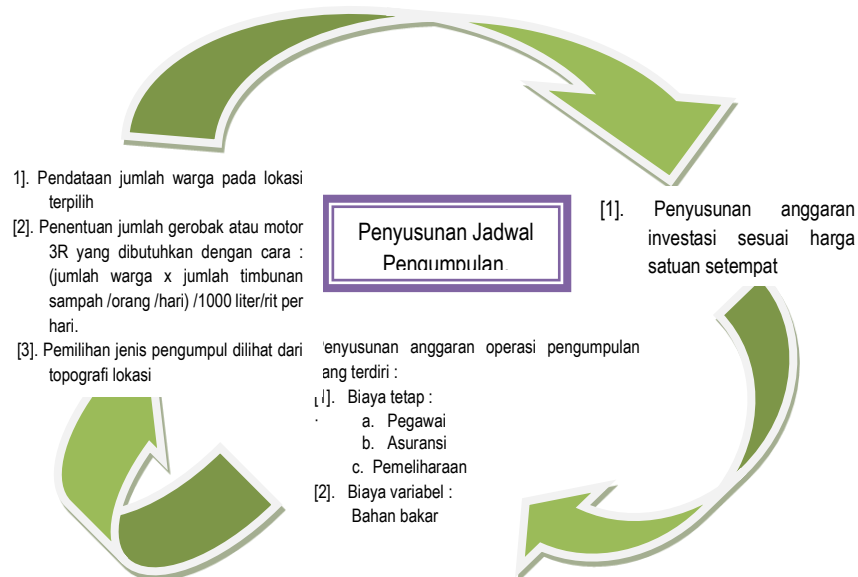 1]. Pendataan jumlah warga pada lokasi
terpilih
[2]. Penentuan jumlah gerobak atau motor
3R yang dibutuhkan dengan cara :
(jumlah warga x jumlah timbunan
sampah /orang /hari) /1000 liter/rit per
hari.
[3]. Pemilihan jenis pengumpul dilihat dari
topografi lokasi
Penyusunan Jadwal
Pengumpulan.
[1]. Penyusunan anggaran
investasi sesuai harga
satuan setempat
enyusunan anggaran operasi pengumpulan
ang terdiri :
1]. Biaya tetap :
a. Pegawai
b. Asuransi
c. Pemeliharaan
[2]. Biaya variabel :
Bahan bakar